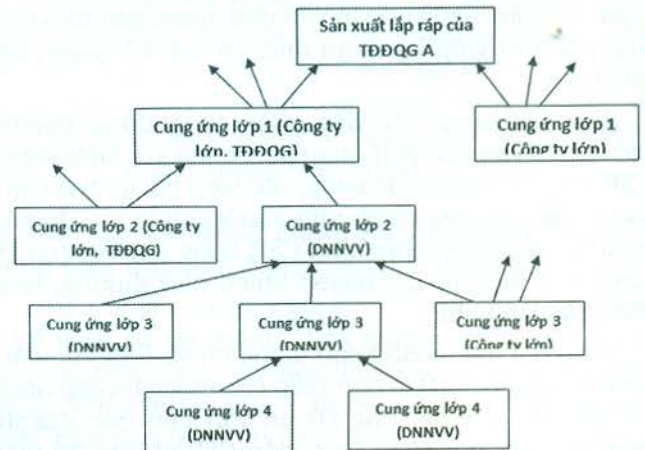 Sản xuất lắp ráp của
TĐĐQG A
Cung ứng lớp 1 (Công ty
lớn, TĐĐQG)
Cung ứng lớp 1
(Công ty lớn)
Cung ứng lớp 2 (Công ty
lớn, TĐĐQG)
Cung ứng lớp 2
(DNNVV)
Cung ứng lớp 3
(DNNVV)
Cung ứng lớp 3
(DNNVV)
Cung ứng lớp 3
(Công ty lớn)
Cung ứng lớp 4
(DNNVV)
Cung ứng lớp 4
(DNNVV)